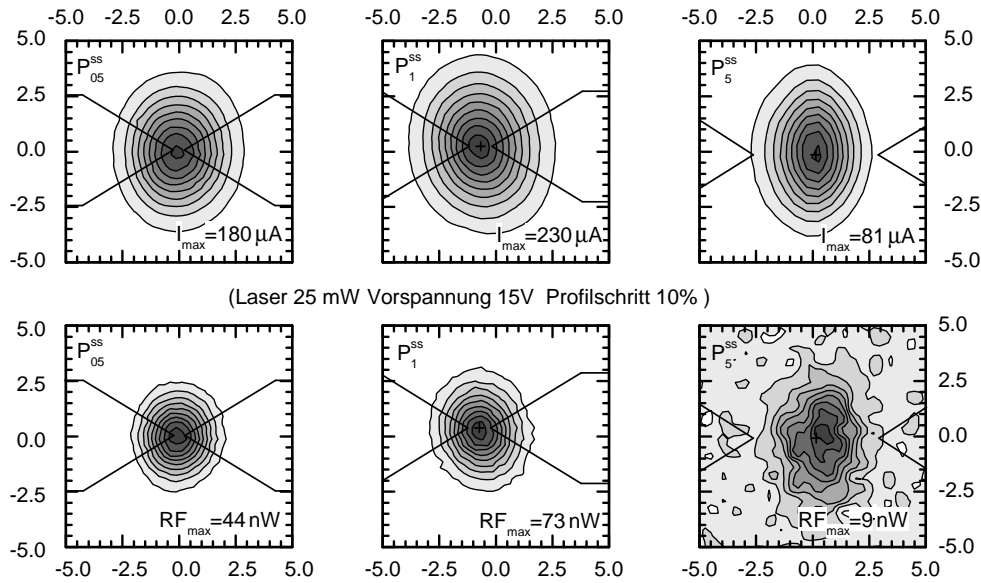 -5.0 -2.5 0.0 2.5 5.0 -5.0 -2.5 0.0 2.5 5.0 -5.0 -2.5 0.0 2.5 5.0
5.0 5.0
P05ss P1ss P5ss
2.5 2.5
0.0 0.0
-2.5 -2.5
Imax=180 µA Imax=230 µA Imax=81 µA
-5.0 -5.0
(Laser 25 mW Vorspannung 15V Profilschritt 10% )
5.0 5.0
P05ss P1ss P5ss
2.5 2.5
0.0 0.0
-2.5 -2.5
RFmax=44 nW RFmax=73 nW RFmax=9 nW
-5.0 -5.0
-5.0 -2.5 0.0 2.5 5.0 -5.0 -2.5 0.0 2.5 5.0 -5.0 -2.5 0.0 2.5 5.0